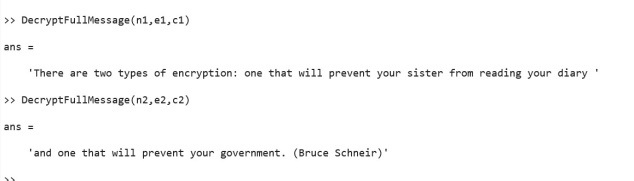 >> DecryptFullMessage(n1,e1,c1)
ans =
'There are two types of encryption: one that will prevent your sister from reading your diary '
>> DecryptFullMessage(n2,e2,c2)
ans =
'and one that will prevent your government. (Bruce Schneir)'
>>